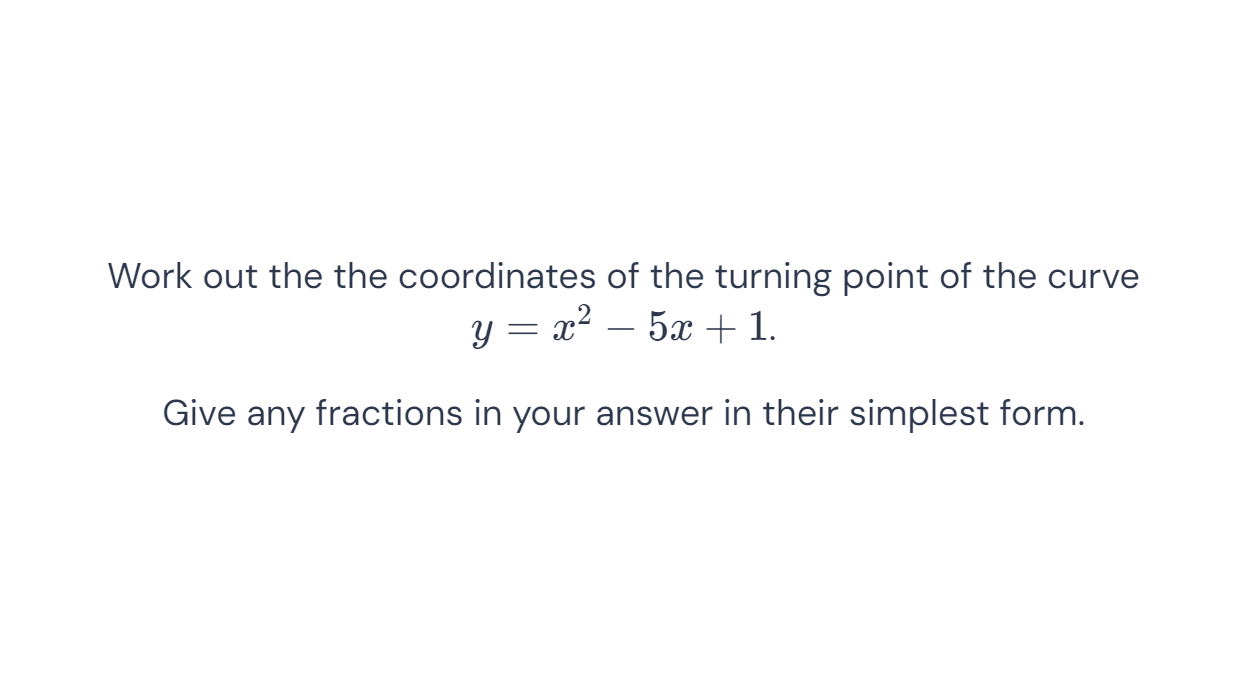 Work out the the coordinates of the turning point of the curve
y = x² − 5x + 1.
Give any fractions in your answer in their simplest form.